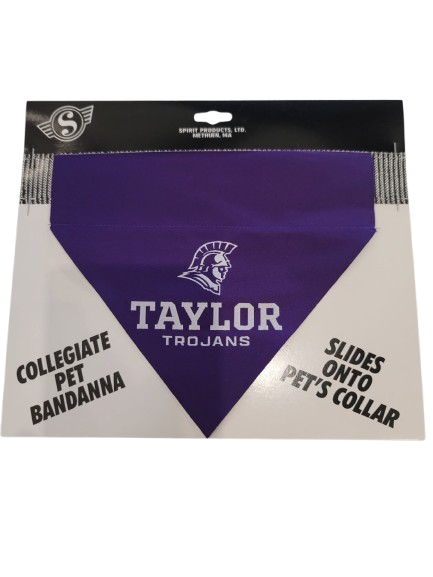 S
SPIRIT PRODUCTS, LTD.
METHUEN, MA
TAYLOR
TROJANS
COLLEGIATE
PET
BANDANNA
SLIDES
ONTO
PET'S COLLAR